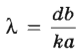 λ = db/ka